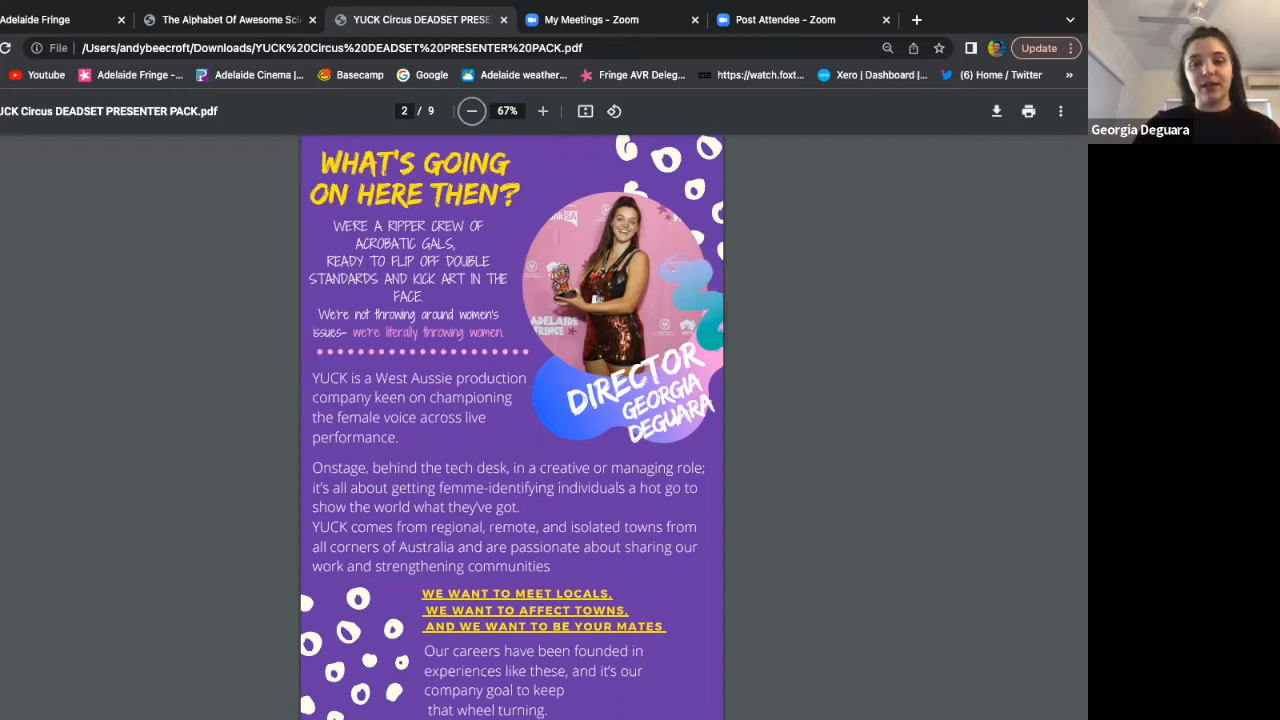 Adelaide Fringe
The Alphabet Of Awesome Sci
YUCK Circus DEADSET PRESE
My Meetings - Zoom
Post Attendee - Zoom
File
/Users/andybeecroft/Downloads/YUCK%20Circus%20DEADSET%20PRESENTER%20PACK.pdf
Update
Youtube
Adelaide Fringe -...
Adelaide Cinema |...
Basecamp
Google
Adelaide weather...
Fringe AVR Deleg...
https://watch.foxt...
Xero | Dashboard |...
(6) Home / Twitter
»
UCK Circus DEADSET PRESENTER PACK.pdf
2 / 9
67%
Georgia Deguara
WHAT'S GOING
ON HERE THEN?
WE'RE A RIPPER CREW OF
ACROBATIC GALS,
READY TO FLIP OFF DOUBLE
STANDARDS AND KICK ART IN THE
FACE.
We're not throwing around women's
issues- we're literally throwing women.
nkSA
ADELAIDE
FRINGE
DIRECTOR
GEORGIA
DEGUARA
YUCK is a West Aussie production
company keen on championing
the female voice across live
performance.
Onstage, behind the tech desk, in a creative or managing role;
it's all about getting femme-identifying individuals a hot go to
show the world what they've got.
YUCK comes from regional, remote, and isolated towns from
all corners of Australia and are passionate about sharing our
work and strengthening communities
WE WANT TO MEET LOCALS,
WE WANT TO AFFECT TOWNS,
AND WE WANT TO BE YOUR MATES
Our careers have been founded in
experiences like these, and it's our
company goal to keep
that wheel turning.